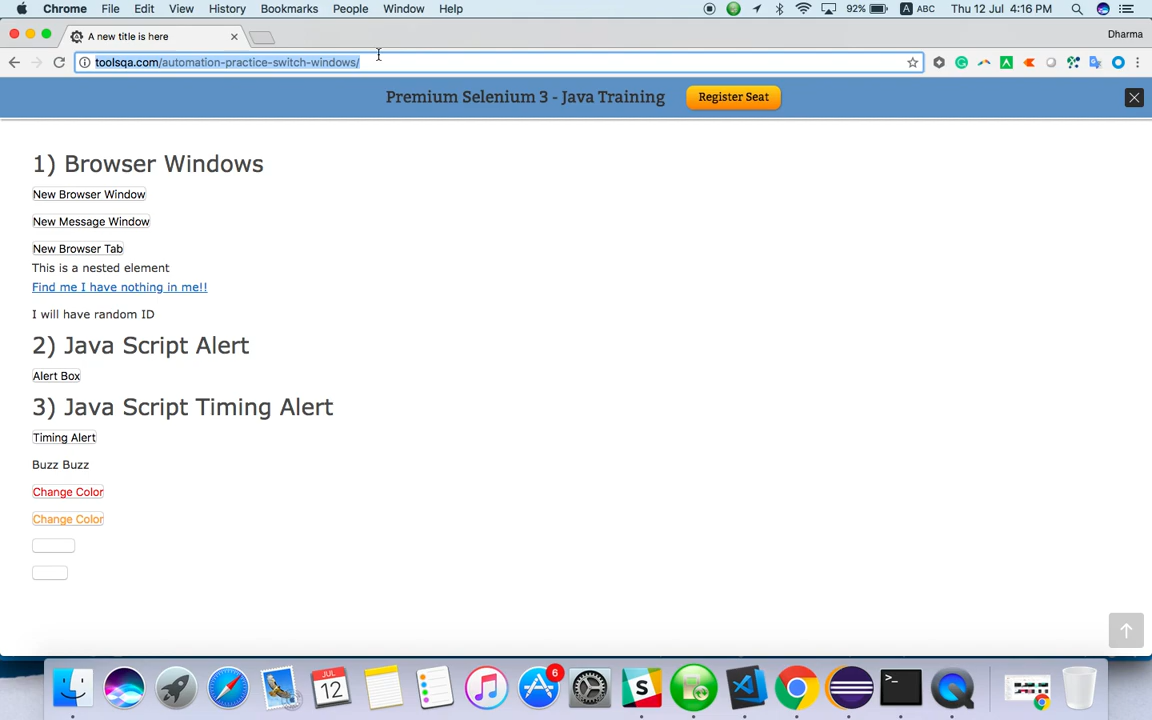 Chrome File Edit View History Bookmarks People Window Help 92% A ABC Thu 12 Jul 4:16 PM
A new title is here Dharma
toolsqa.com/automation-practice-switch-windows/
Premium Selenium 3 - Java Training Register Seat
1) Browser Windows
New Browser Window
New Message Window
New Browser Tab
This is a nested element
Find me I have nothing in me!!
I will have random ID
2) Java Script Alert
Alert Box
3) Java Script Timing Alert
Timing Alert
Buzz Buzz
Change Color
Change Color
JUL
12
6
S
>_